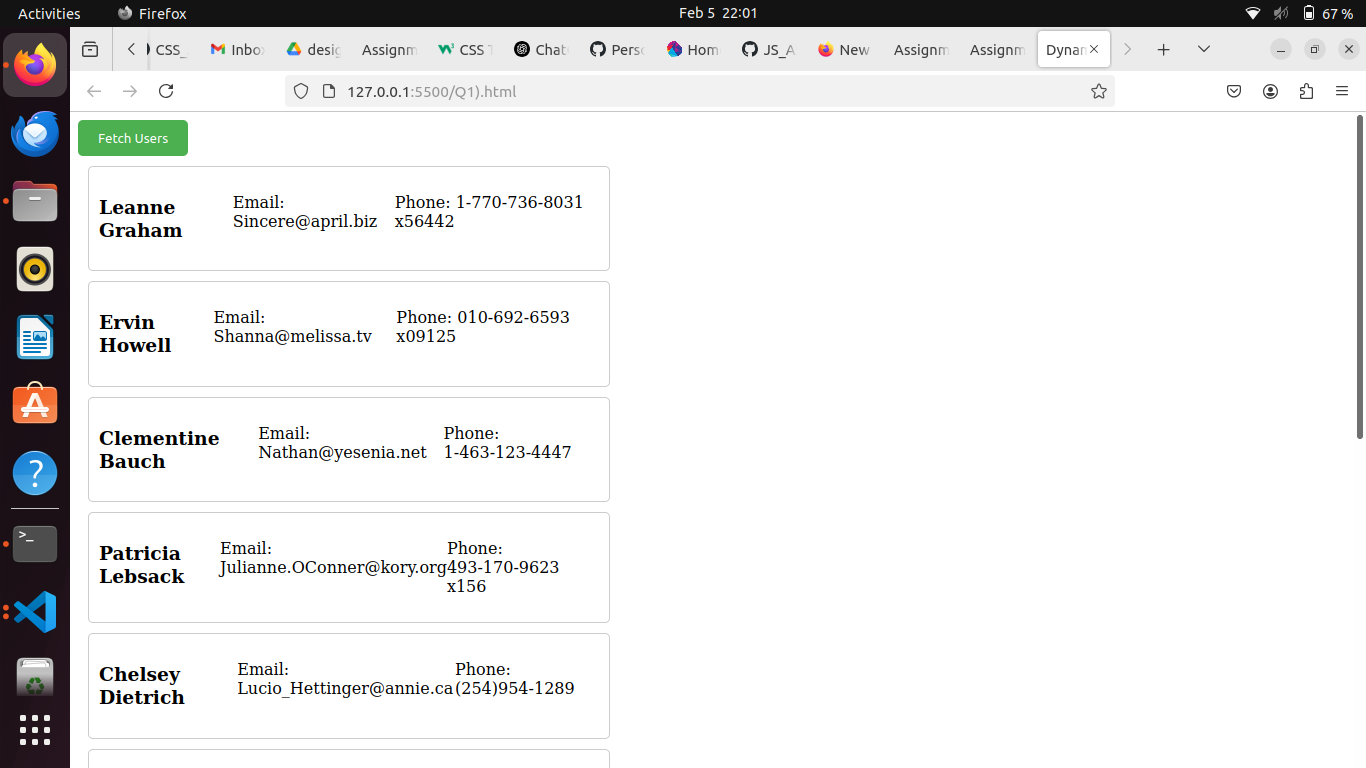 Activities
Firefox
Feb 5 22:01
67 %
CSS_
Inbo
desig
Assignm
CSS T
Chat
Perso
Hom
JS_A
New
Assignm
Assignm
Dynan
127.0.0.1:5500/Q1).html
Fetch Users
Leanne
Graham
Email:
Sincere@april.biz
Phone: 1-770-736-8031
x56442
Ervin
Howell
Email:
Shanna@melissa.tv
Phone: 010-692-6593
x09125
Clementine
Bauch
Email:
Nathan@yesenia.net
Phone:
1-463-123-4447
Patricia
Lebsack
Email:
Julianne.OConner@kory.org
Phone:
493-170-9623
x156
Chelsey
Dietrich
Email:
Lucio_Hettinger@annie.ca
Phone:
(254)954-1289